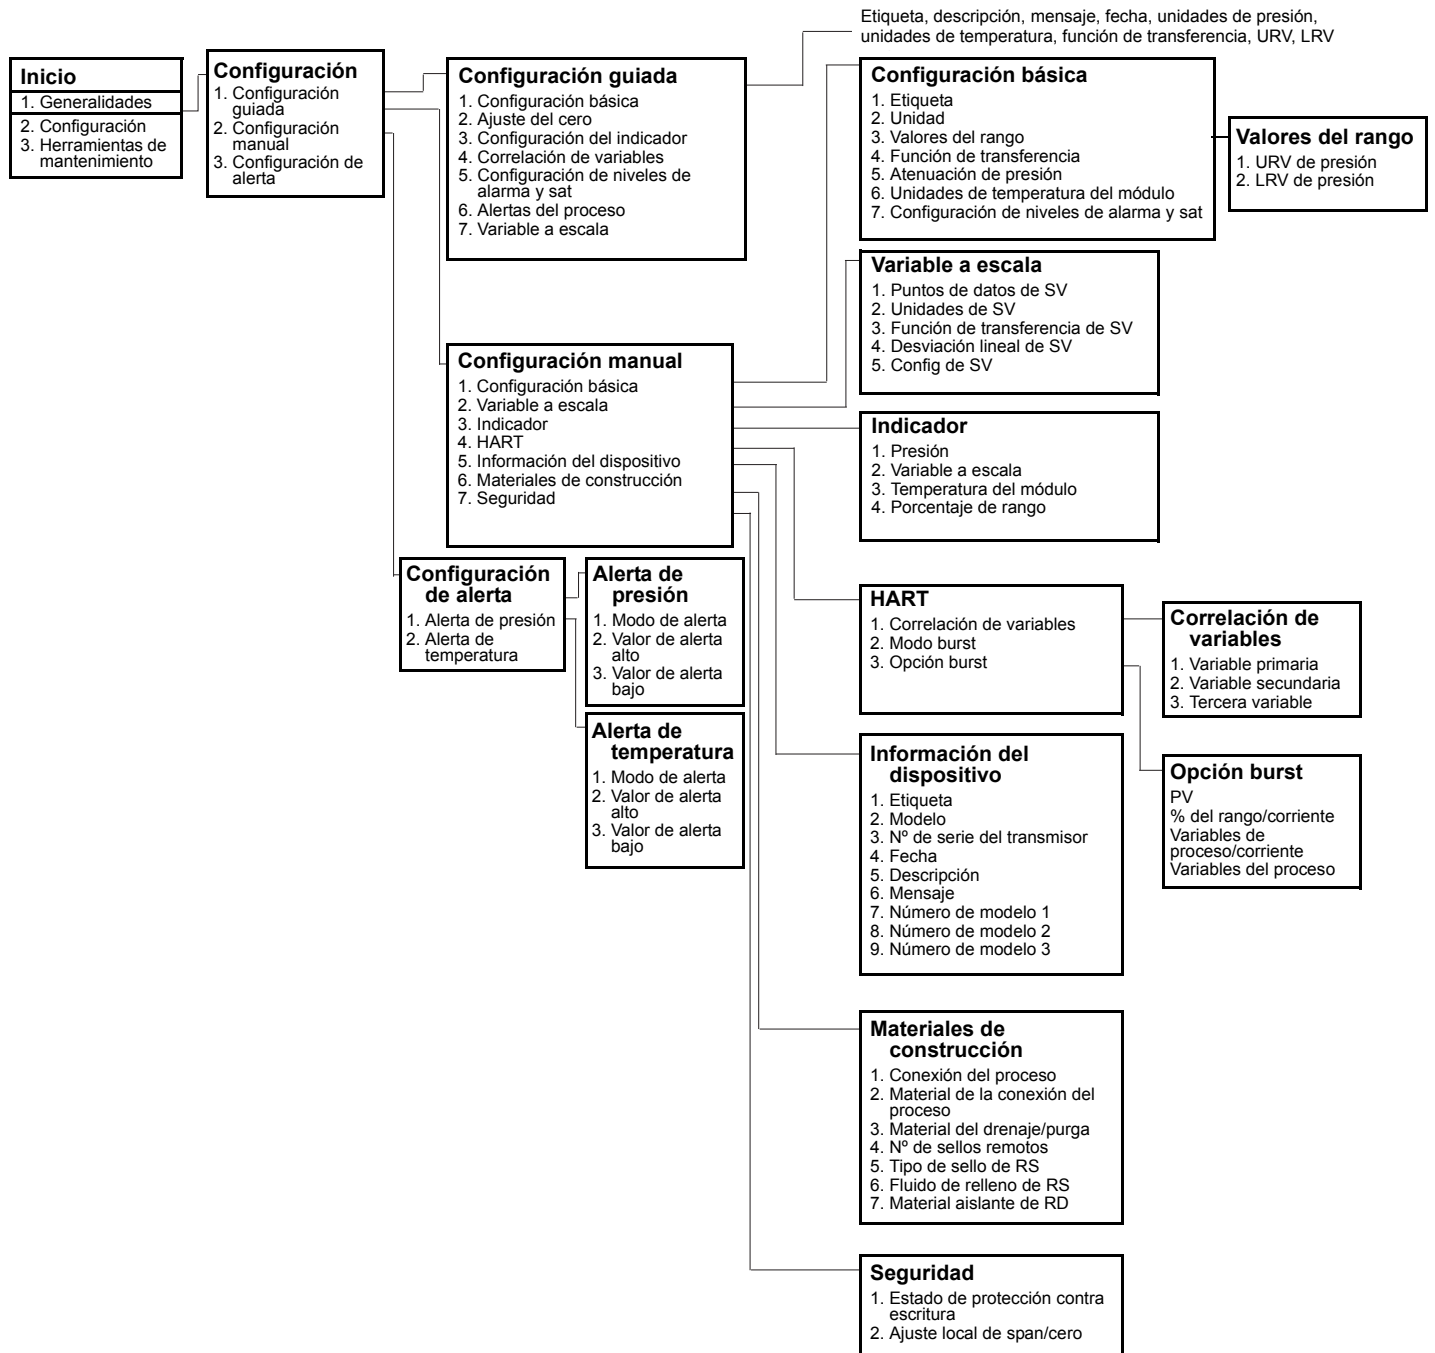 Etiqueta, descripción, mensaje, fecha, unidades de presión,
unidades de temperatura, función de transferencia, URV, LRV
Inicio
1. Generalidades
2. Configuración
3. Herramientas de
mantenimiento
Configuración
1. Configuración
guiada
2. Configuración
manual
3. Configuración de
alerta
Configuración guiada
1. Configuración básica
2. Ajuste del cero
3. Configuración del indicador
4. Correlación de variables
5. Configuración de niveles de
alarma y sat
6. Alertas del proceso
7. Variable a escala
Configuración básica
1. Etiqueta
2. Unidad
3. Valores del rango
4. Función de transferencia
5. Atenuación de presión
6. Unidades de temperatura del módulo
7. Configuración de niveles de alarma y sat
Valores del rango
1. URV de presión
2. LRV de presión
Variable a escala
1. Puntos de datos de SV
2. Unidades de SV
3. Función de transferencia de SV
4. Desviación lineal de SV
5. Config de SV
Configuración manual
1. Configuración básica
2. Variable a escala
3. Indicador
4. HART
5. Información del dispositivo
6. Materiales de construcción
7. Seguridad
Indicador
1. Presión
2. Variable a escala
3. Temperatura del módulo
4. Porcentaje de rango
Configuración
de alerta
1. Alerta de presión
2. Alerta de
temperatura
Alerta de
presión
1. Modo de alerta
2. Valor de alerta
alto
3. Valor de alerta
bajo
Alerta de
temperatura
1. Modo de alerta
2. Valor de alerta
alto
3. Valor de alerta
bajo
HART
1. Correlación de variables
2. Modo burst
3. Opción burst
Correlación de
variables
1. Variable primaria
2. Variable secundaria
3. Tercera variable
Opción burst
PV
% del rango/corriente
Variables de
proceso/corriente
Variables del proceso
Información del
dispositivo
1. Etiqueta
2. Modelo
3. Nº de serie del transmisor
4. Fecha
5. Descripción
6. Mensaje
7. Número de modelo 1
8. Número de modelo 2
9. Número de modelo 3
Materiales de
construcción
1. Conexión del proceso
2. Material de la conexión del
proceso
3. Material del drenaje/purga
4. Nº de sellos remotos
5. Tipo de sello de RS
6. Fluido de relleno de RS
7. Material aislante de RD
Seguridad
1. Estado de protección contra
escritura
2. Ajuste local de span/cero